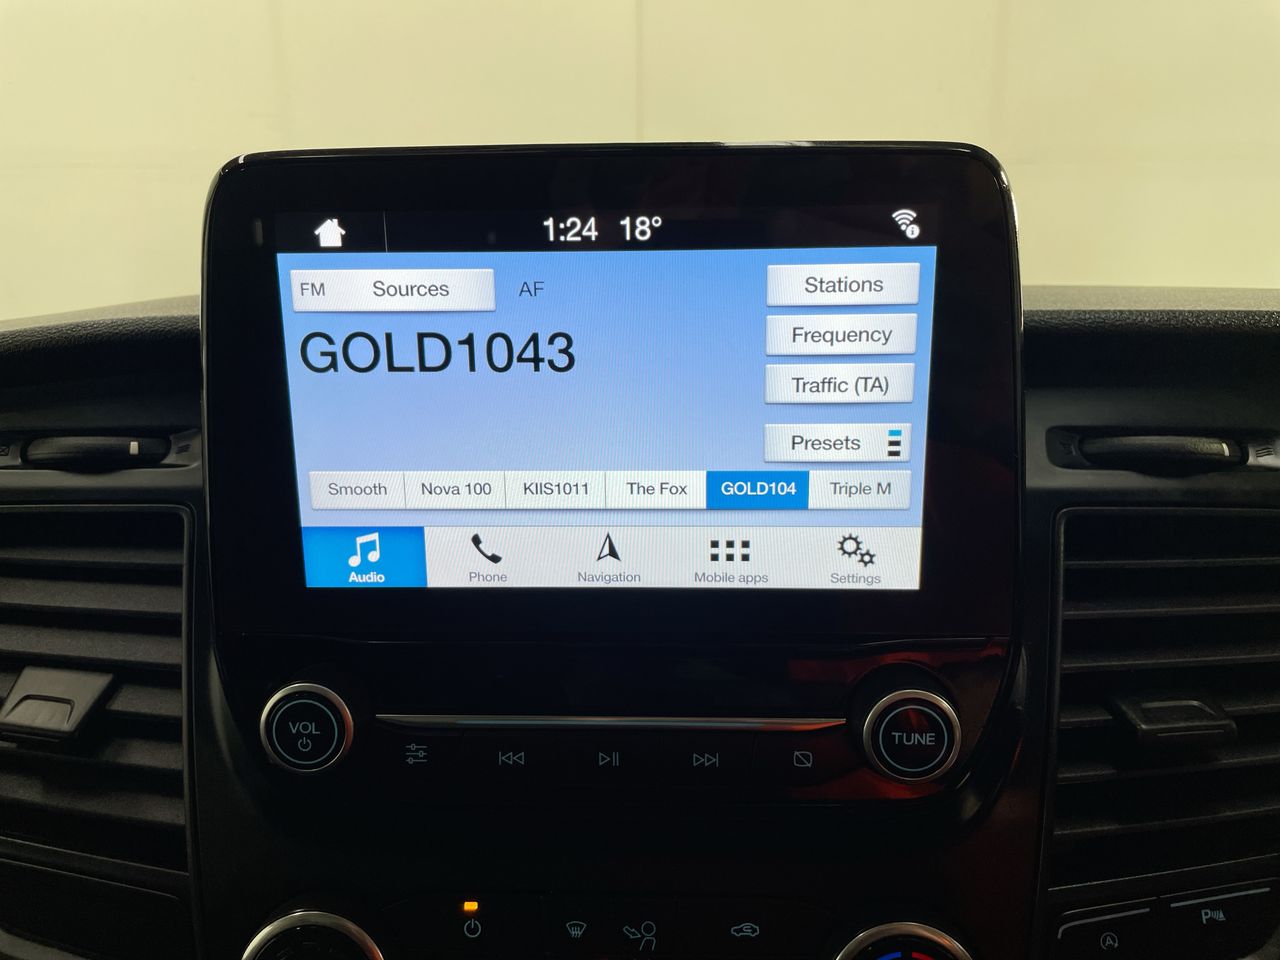 1:24 18°
FM Sources AF
Stations
GOLD1043
Frequency
Traffic (TA)
Presets
Smooth Nova 100 KIIS1011 The Fox GOLD104 Triple M
Audio Phone Navigation Mobile apps Settings
VOL
TUNE
A
P